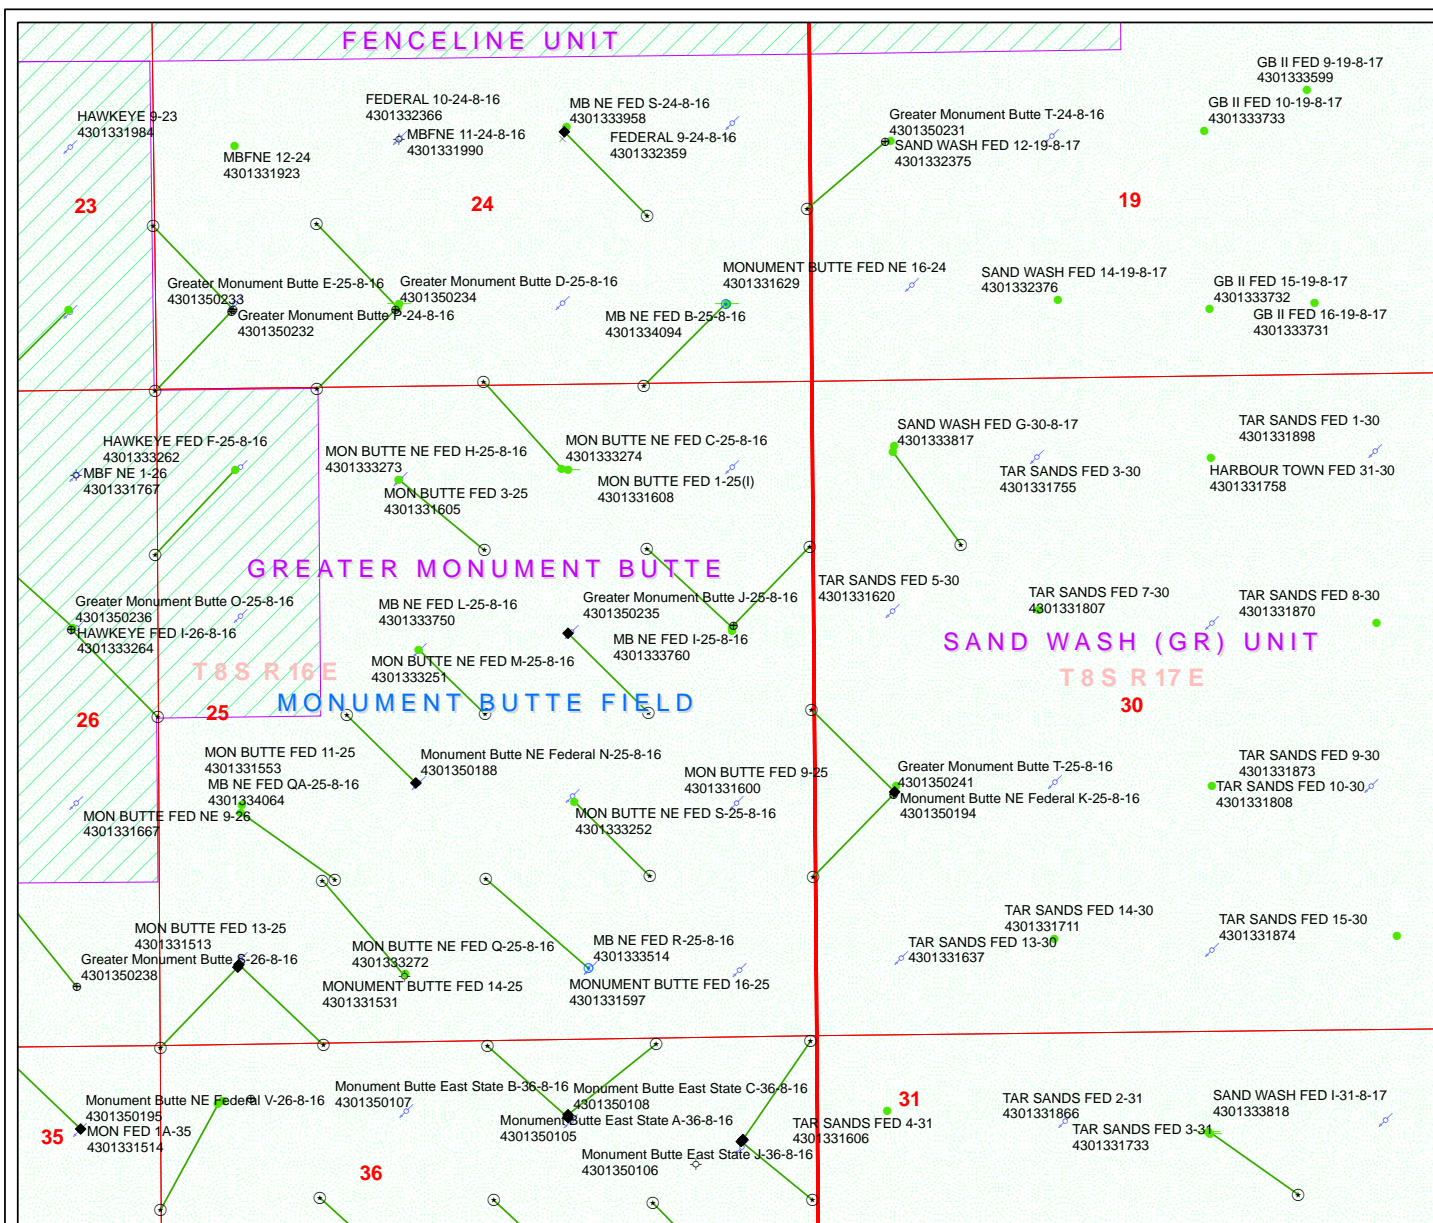 FENCELINE UNIT
GB II FED 9-19-8-17
4301333599
FEDERAL 10-24-8-16
4301332366
MB NE FED S-24-8-16
4301333958
GB II FED 10-19-8-17
4301333733
HAWKEYE 9-23
4301331984
MBFNE 11-24-8-16
4301331990
FEDERAL 9-24-8-16
4301332359
Greater Monument Butte T-24-8-16
4301350231
SAND WASH FED 12-19-8-17
4301332375
MBFNE 12-24
4301331923
23
24
19
Greater Monument Butte E-25-8-16
4301350233
Greater Monument Butte P-24-8-16
4301350232
Greater Monument Butte D-25-8-16
4301350234
MONUMENT BUTTE FED NE 16-24
4301331629
MB NE FED B-25-8-16
4301334094
SAND WASH FED 14-19-8-17
4301332376
GB II FED 15-19-8-17
4301333732
GB II FED 16-19-8-17
4301333731
HAWKEYE FED F-25-8-16
4301333262
MBF NE 1-26
4301331767
MON BUTTE NE FED H-25-8-16
4301333273
MON BUTTE FED 3-25
4301331605
MON BUTTE NE FED C-25-8-16
4301333274
MON BUTTE FED 1-25(I)
4301331608
SAND WASH FED G-30-8-17
4301333817
TAR SANDS FED 3-30
4301331755
TAR SANDS FED 1-30
4301331898
HARBOUR TOWN FED 31-30
4301331758
GREATER MONUMENT BUTTE
Greater Monument Butte O-25-8-16
4301350236
HAWKEYE FED I-26-8-16
4301333264
MB NE FED L-25-8-16
4301333750
MON BUTTE NE FED M-25-8-16
4301333251
Greater Monument Butte J-25-8-16
4301350235
MB NE FED I-25-8-16
4301333760
TAR SANDS FED 5-30
4301331620
TAR SANDS FED 7-30
4301331807
TAR SANDS FED 8-30
4301331870
SAND WASH (GR) UNIT
T8S R16E
T8S R17E
MONUMENT BUTTE FIELD
26
25
30
MON BUTTE FED 11-25
4301331553
MB NE FED QA-25-8-16
4301334064
MON BUTTE FED NE 9-26
4301331667
Monument Butte NE Federal N-25-8-16
4301350188
MON BUTTE FED 9-25
4301331600
MON BUTTE NE FED S-25-8-16
4301333252
Greater Monument Butte T-25-8-16
4301350241
Monument Butte NE Federal K-25-8-16
4301350194
TAR SANDS FED 9-30
4301331873
TAR SANDS FED 10-30
4301331808
MON BUTTE FED 13-25
4301331513
Greater Monument Butte S-26-8-16
4301350238
MON BUTTE NE FED Q-25-8-16
4301333272
MONUMENT BUTTE FED 14-25
4301331531
MB NE FED R-25-8-16
4301333514
MONUMENT BUTTE FED 16-25
4301331597
TAR SANDS FED 14-30
4301331711
TAR SANDS FED 13-30
4301331637
TAR SANDS FED 15-30
4301331874
Monument Butte NE Federal V-26-8-16
4301350195
MON FED 1A-35
4301331514
Monument Butte East State B-36-8-16
4301350107
Monument Butte East State C-36-8-16
4301350108
Monument Butte East State A-36-8-16
4301350105
Monument Butte East State J-36-8-16
4301350106
TAR SANDS FED 4-31
4301331606
31
TAR SANDS FED 2-31
4301331866
TAR SANDS FED 3-31
4301331733
SAND WASH FED I-31-8-17
4301333818
35
36